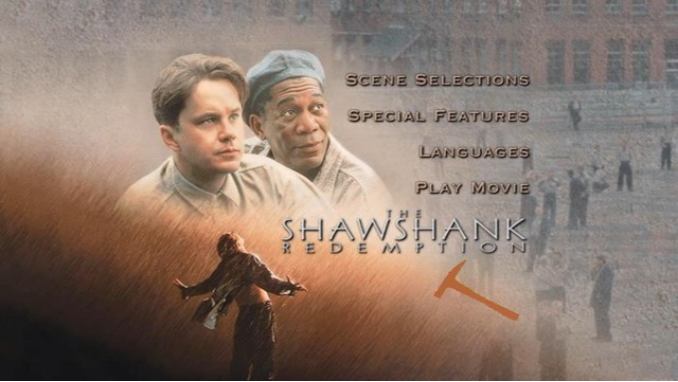 Scene Selections
Special Features
Languages
Play Movie
THE
SHAWSHANK
REDEMPTION